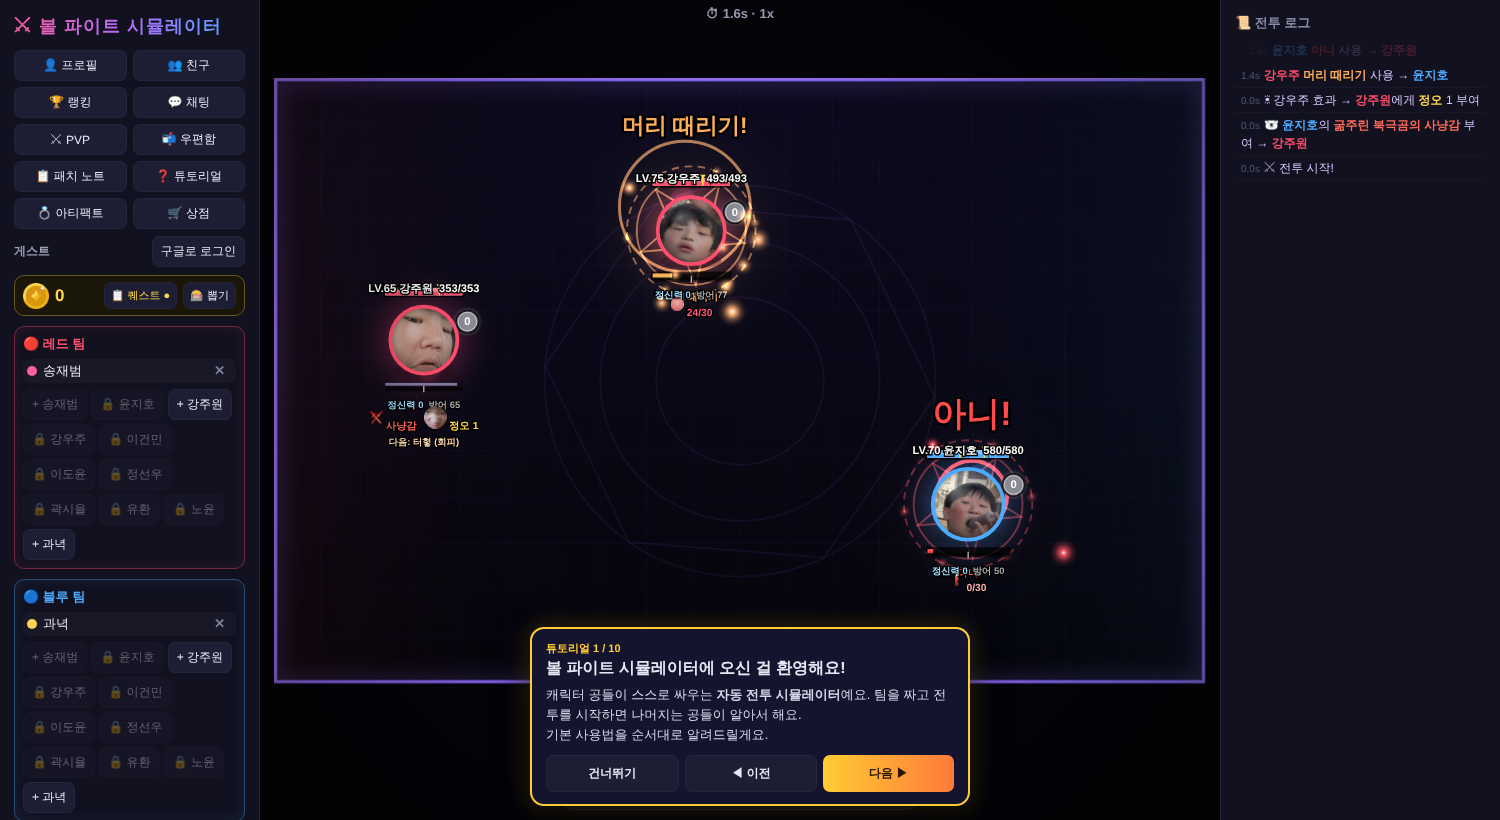 ⚔ 볼 파이트 시뮬레이터
👤 프로필
👥 친구
🏆 랭킹
💬 채팅
⚔ PVP
📬 우편함
📋 패치 노트
❓ 튜토리얼
💍 아티팩트
🛒 상점
게스트
구글로 로그인
0
📋 퀘스트 ●
🎰 뽑기
🔴 레드 팀
송재범 ✕
+ 송재범
🔒 윤지호
+ 강주원
🔒 강우주
🔒 이건민
🔒 이도윤
🔒 정선우
🔒 곽시율
🔒 유환
🔒 노윤
+ 과녁
🔵 블루 팀
과녁 ✕
+ 송재범
🔒 윤지호
+ 강주원
🔒 강우주
🔒 이건민
🔒 이도윤
🔒 정선우
🔒 곽시율
🔒 유환
🔒 노윤
+ 과녁
⏱ 1.6s · 1x
머리 때리기!
LV.75 강우주 493/493
0
정신력 0 방어 77
24/30
LV.65 강주원 353/353
0
정신력 0 방어 65
사냥감
정오 1
다음: 터헣 (회피)
아니!
LV.70 윤지호 580/580
0
정신력 0 방어 50
0/30
튜토리얼 1 / 10
볼 파이트 시뮬레이터에 오신 걸 환영해요!
캐릭터 공들이 스스로 싸우는 자동 전투 시뮬레이터예요. 팀을 짜고 전
투를 시작하면 나머지는 공들이 알아서 해요.
기본 사용법을 순서대로 알려드릴게요.
건너뛰기
◀ 이전
다음 ▶
📜 전투 로그
윤지호 아니 사용 → 강주원
1.4s 강우주 머리 때리기 사용 → 윤지호
0.0s 강우주 효과 → 강주원에게 정오 1 부여
0.0s 🐻‍❄️ 윤지호의 굶주린 북극곰의 사냥감 부
여 → 강주원
0.0s ⚔ 전투 시작!